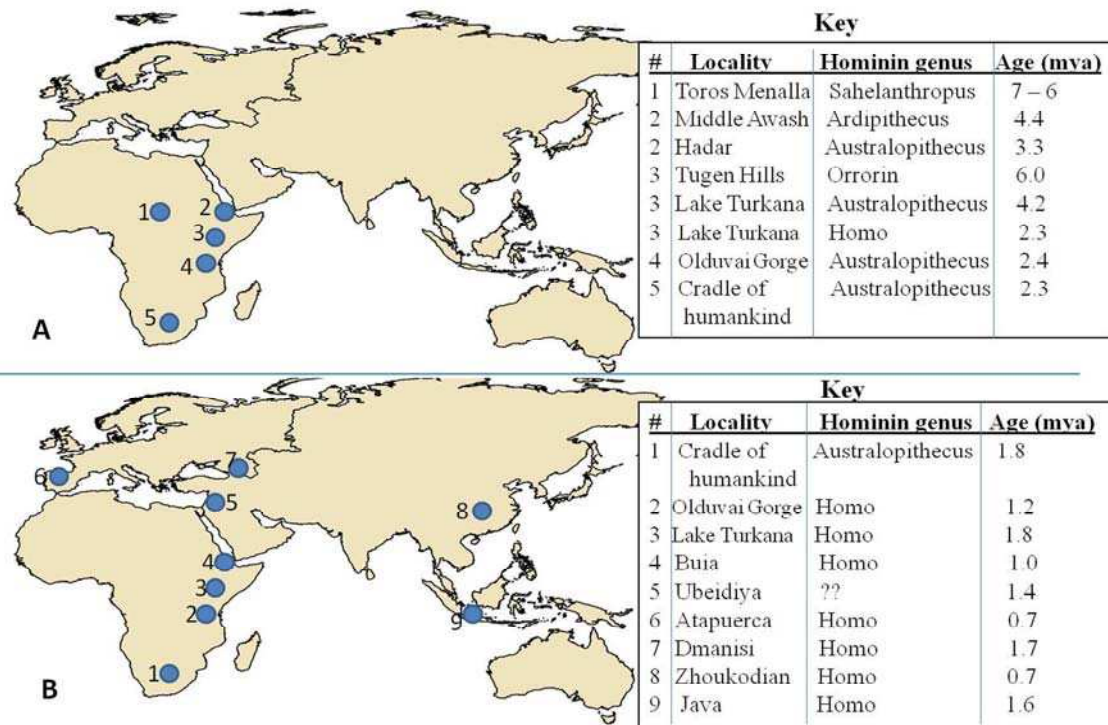 Key
# Locality Hominin genus Age (mya)
1 Toros Menalla Sahelanthropus 7 – 6
2 Middle Awash Ardipithecus 4.4
2 Hadar Australopithecus 3.3
3 Tugen Hills Orrorin 6.0
3 Lake Turkana Australopithecus 4.2
3 Lake Turkana Homo 2.3
4 Olduvai Gorge Australopithecus 2.4
5 Cradle of Australopithecus 2.3
humankind
1
2
3
4
5
A
Key
# Locality Hominin genus Age (mya)
1 Cradle of Australopithecus 1.8
humankind
2 Olduvai Gorge Homo 1.2
3 Lake Turkana Homo 1.8
4 Buia Homo 1.0
5 Ubeidiya ?? 1.4
6 Atapuerca Homo 0.7
7 Dmanisi Homo 1.7
8 Zhoukodian Homo 0.7
9 Java Homo 1.6
7
6
5
8
4
3
2
9
1
B